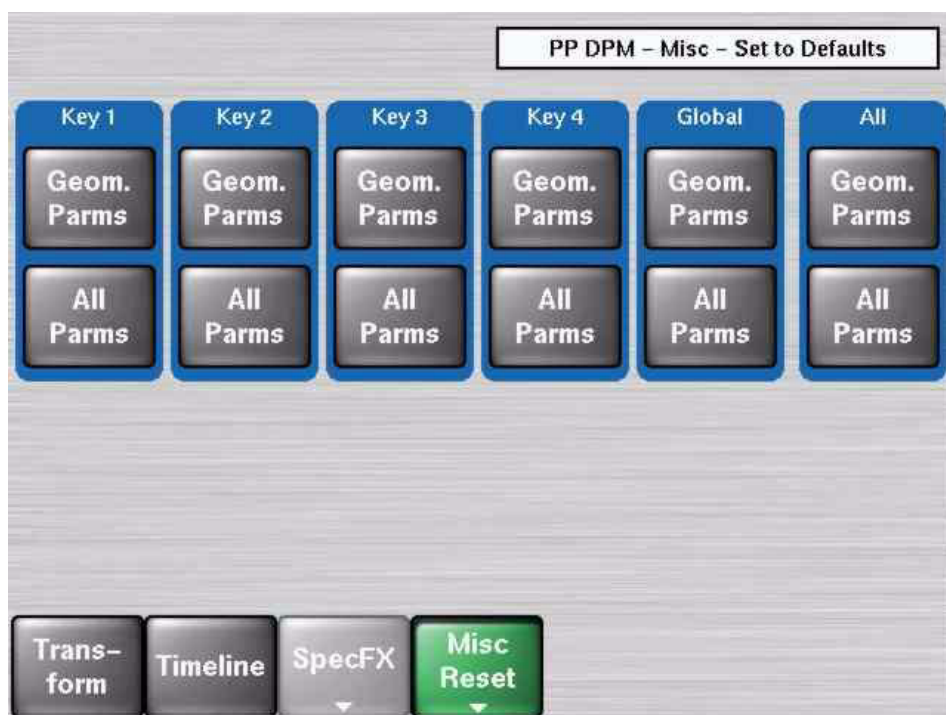 PP DPM – Misc – Set to Defaults
Key 1
Key 2
Key 3
Key 4
Global
All
Geom.
Parms
Geom.
Parms
Geom.
Parms
Geom.
Parms
Geom.
Parms
Geom.
Parms
All
Parms
All
Parms
All
Parms
All
Parms
All
Parms
All
Parms
Trans–
form
Timeline
SpecFX
Misc
Reset